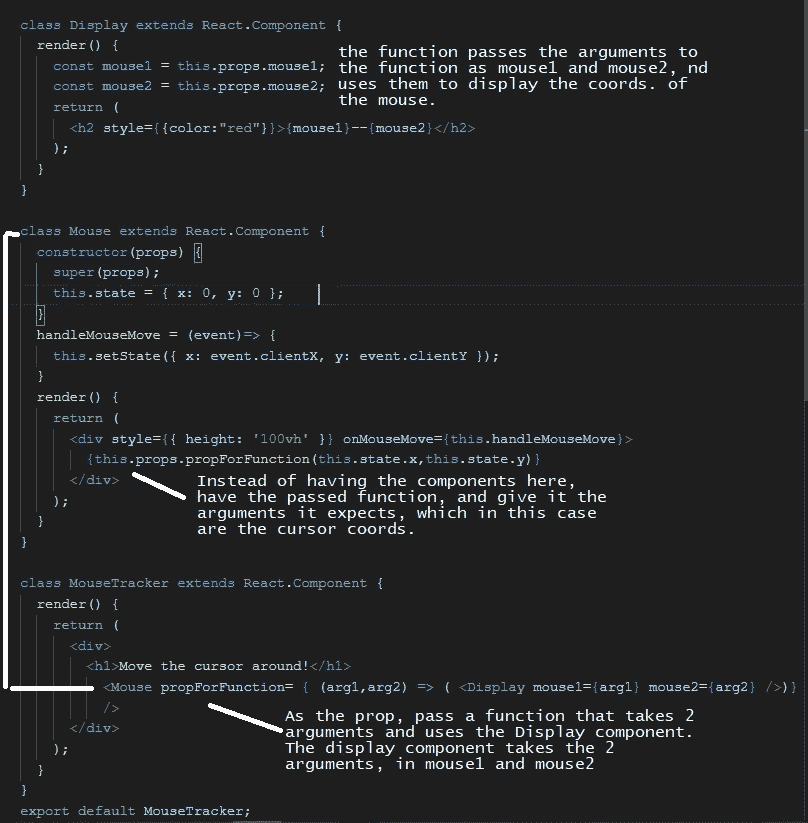 class Display extends React.Component {
render() {
const mouse1 = this.props.mouse1;
const mouse2 = this.props.mouse2;
return (
<h2 style={{color:"red"}}>{mouse1}--{mouse2}</h2>
);
}
}
the function passes the arguments to
the function as mouse1 and mouse2, nd
uses them to display the coords. of
the mouse.
class Mouse extends React.Component {
constructor(props) {
super(props);
this.state = { x: 0, y: 0 };
}
handleMouseMove = (event)=> {
this.setState({ x: event.clientX, y: event.clientY });
}
render() {
return (
<div style={{ height: '100vh' }} onMouseMove={this.handleMouseMove}>
{this.props.propForFunction(this.state.x,this.state.y)}
</div>
);
}
}
Instead of having the components here,
have the passed function, and give it the
arguments it expects, which in this case
are the cursor coords.
class MouseTracker extends React.Component {
render() {
return (
<div>
<h1>Move the cursor around!</h1>
<Mouse propForFunction= { (arg1,arg2) => ( <Display mouse1={arg1} mouse2={arg2} />)}
/>
</div>
);
}
}
As the prop, pass a function that takes 2
arguments and uses the Display component.
The display component takes the 2
arguments, in mouse1 and mouse2
export default MouseTracker;